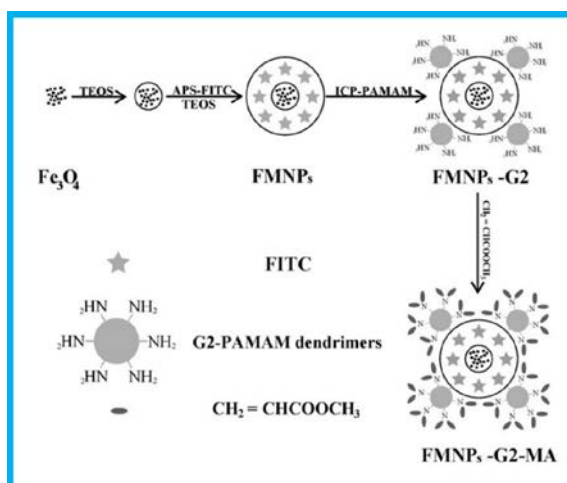 TEOS
APS-FITC
TEOS
ICP-PAMAM
Fe₃O₄
FMNPs
FMNPs -G2
CH₂ = CHCOOCH₃
FITC
₂HN NH₂
₂HN NH₂
₂HN NH₂
G2-PAMAM dendrimers
CH₂ = CHCOOCH₃
FMNPs -G2-MA